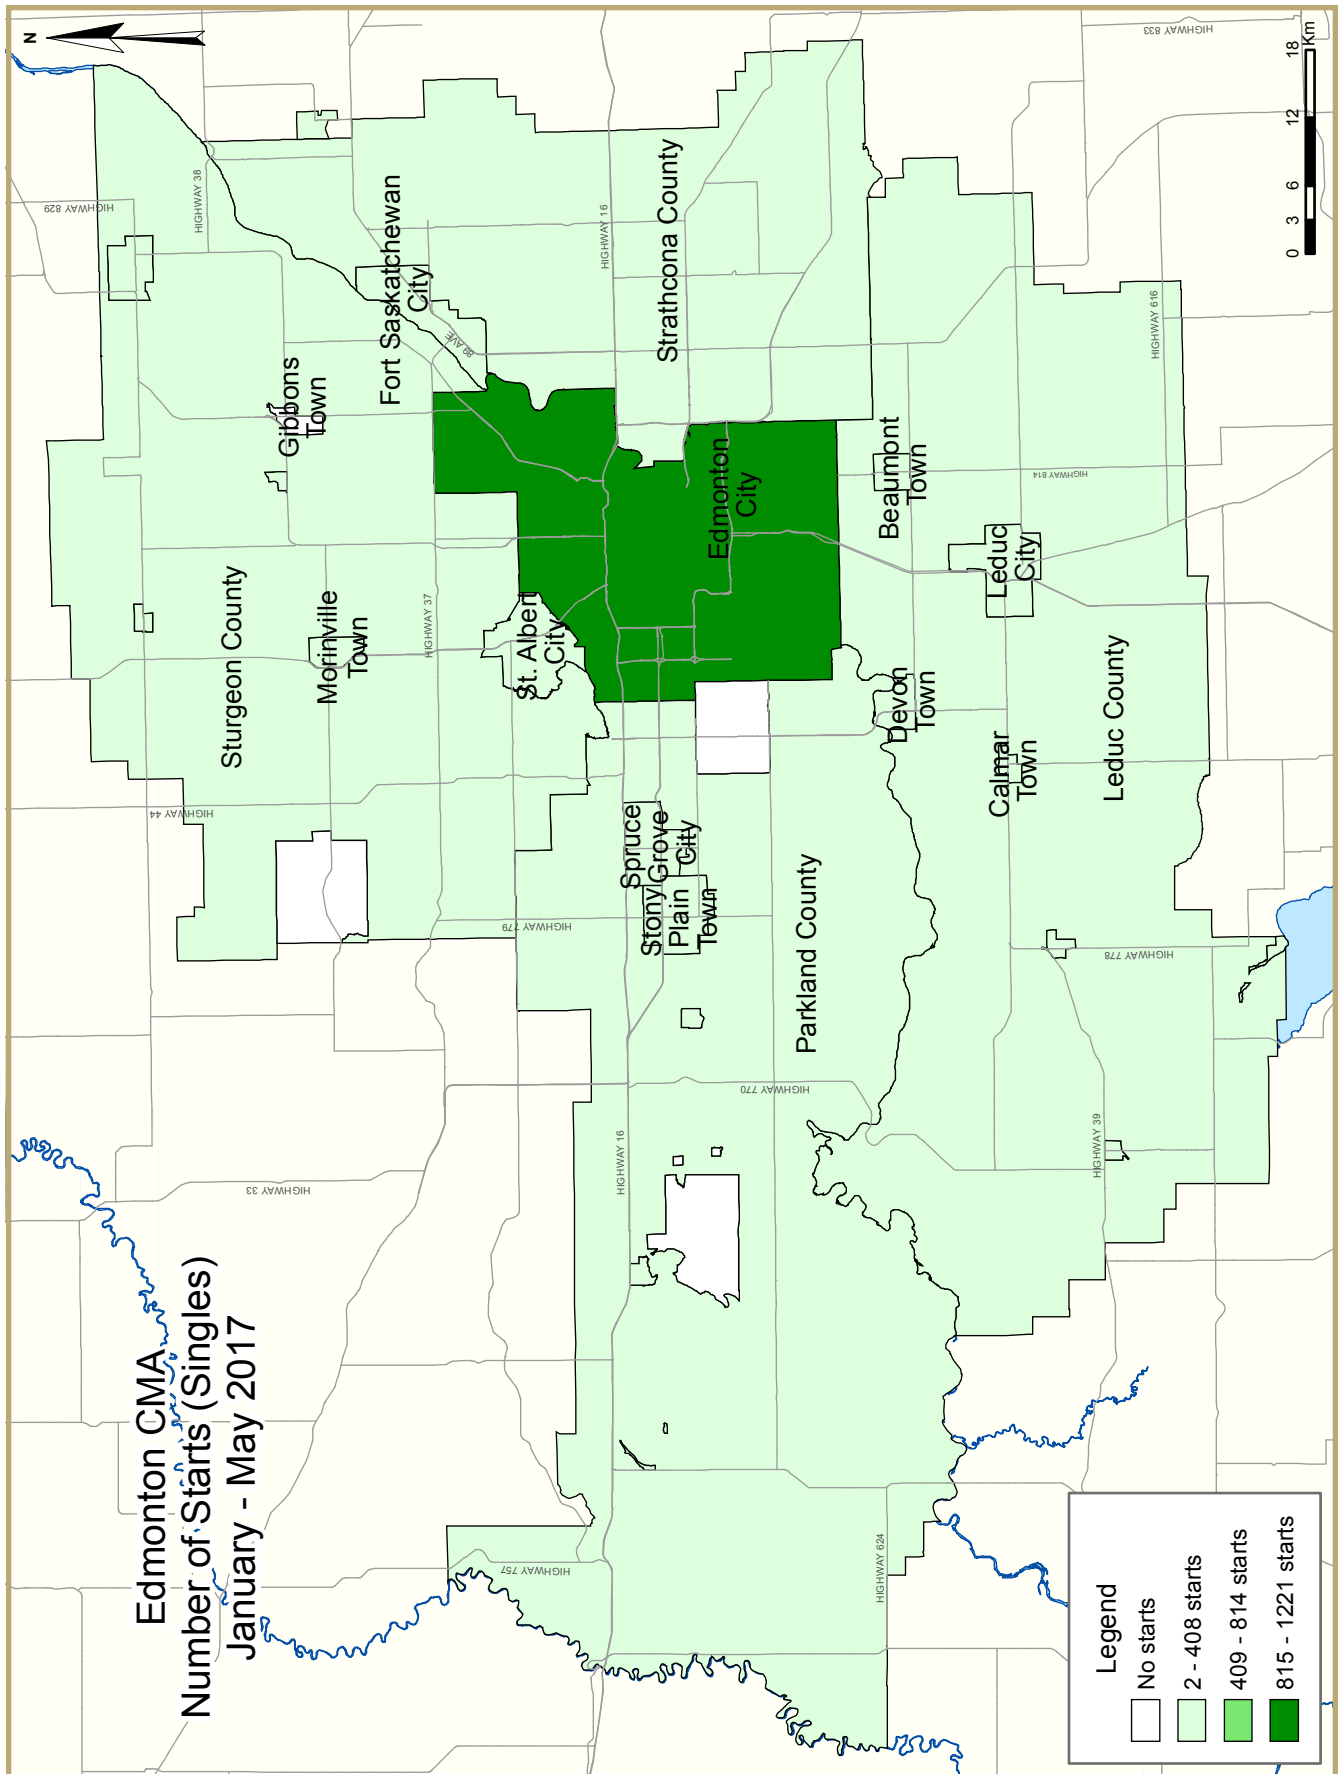 Edmonton CMA
Number of Starts (Singles)
January - May 2017
N
HIGHWAY 829
HIGHWAY 38
HIGHWAY 833
HIGHWAY 16
HIGHWAY 616
HIGHWAY 814
HIGHWAY 37
HIGHWAY 44
HIGHWAY 779
HIGHWAY 778
HIGHWAY 770
HIGHWAY 39
HIGHWAY 16
HIGHWAY 33
HIGHWAY 757
HIGHWAY 624
89 AVE
Fort Saskatchewan
City
Strathcona County
Gibbons
Town
Edmonton
City
Beaumont
Town
Sturgeon County
Morinville
Town
St. Albert
City
Leduc
City
Devon
Town
Calmar
Town
Leduc County
Spruce
Grove
City
Stony
Plain
Town
Parkland County
0 3 6 12 18
Km
Legend
No starts
2 - 408 starts
409 - 814 starts
815 - 1221 starts